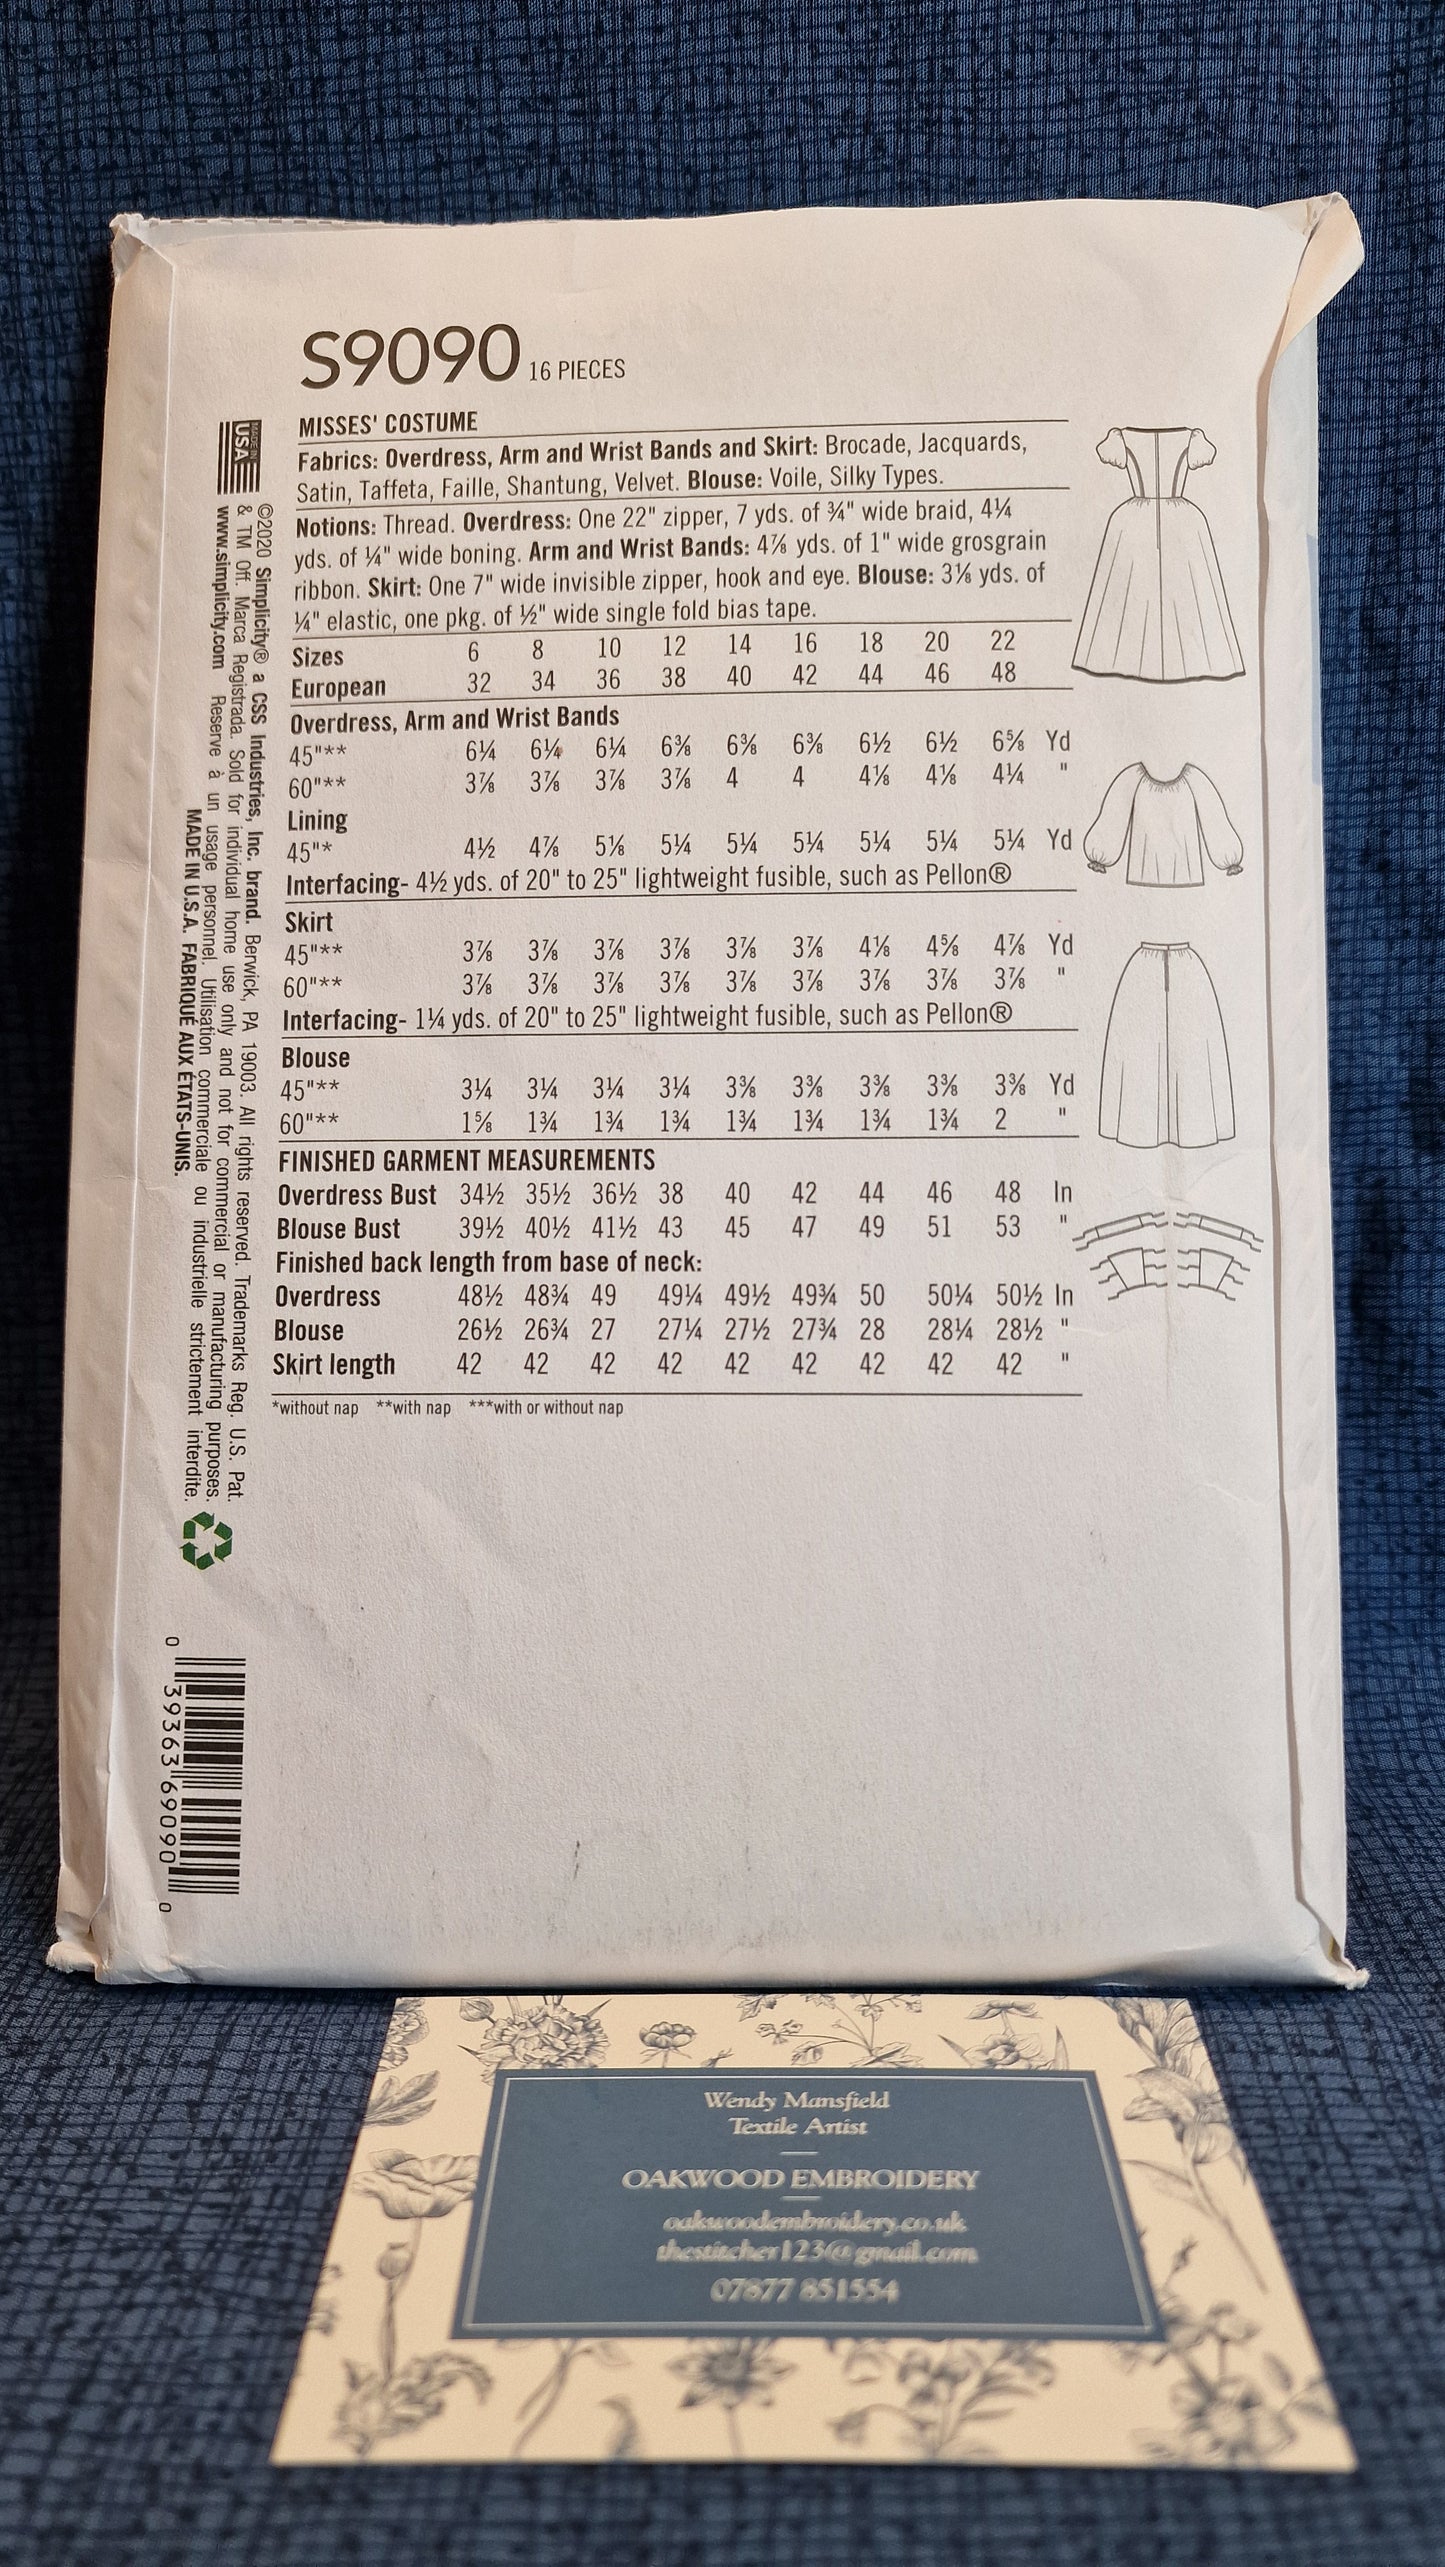 S9090 16 PIECES
MISSES' COSTUME
Fabrics: Overdress, Arm and Wrist Bands and Skirt: Brocade, Jacquards,
Satin, Taffeta, Faille, Shantung, Velvet. Blouse: Voile, Silky Types.
Notions: Thread. Overdress: One 22" zipper, 7 yds. of ¾" wide braid, 4¼
yds. of ¼" wide boning. Arm and Wrist Bands: 4⅞ yds. of 1" wide grosgrain
ribbon. Skirt: One 7" wide invisible zipper, hook and eye. Blouse: 3⅛ yds. of
¼" elastic, one pkg. of ½" wide single fold bias tape.
Sizes 6 8 10 12 14 16 18 20 22
European 32 34 36 38 40 42 44 46 48
Overdress, Arm and Wrist Bands
45"** 6¼ 6¼ 6¼ 6⅜ 6⅜ 6⅜ 6½ 6½ 6⅝ Yd
60"** 3⅞ 3⅞ 3⅞ 3⅞ 4 4 4⅛ 4⅛ 4¼ "
Lining
45"* 4½ 4⅞ 5⅛ 5¼ 5¼ 5¼ 5¼ 5¼ 5¼ Yd
Interfacing- 4½ yds. of 20" to 25" lightweight fusible, such as Pellon®
Skirt
45"** 3⅞ 3⅞ 3⅞ 3⅞ 3⅞ 3⅞ 4⅛ 4⅝ 4⅞ Yd
60"** 3⅞ 3⅞ 3⅞ 3⅞ 3⅞ 3⅞ 3⅞ 3⅞ 3⅞ "
Interfacing- 1¼ yds. of 20" to 25" lightweight fusible, such as Pellon®
Blouse
45"** 3¼ 3¼ 3¼ 3¼ 3⅜ 3⅜ 3⅜ 3⅜ 3⅜ Yd
60"** 1⅝ 1¾ 1¾ 1¾ 1¾ 1¾ 1¾ 1¾ 2 "
FINISHED GARMENT MEASUREMENTS
Overdress Bust 34½ 35½ 36½ 38 40 42 44 46 48 In
Blouse Bust 39½ 40½ 41½ 43 45 47 49 51 53 "
Finished back length from base of neck:
Overdress 48½ 48¾ 49 49¼ 49½ 49¾ 50 50¼ 50½ In
Blouse 26½ 26¾ 27 27¼ 27½ 27¾ 28 28¼ 28½ "
Skirt length 42 42 42 42 42 42 42 42 42 "
*without nap **with nap ***with or without nap
MADE IN
USA
©2020 Simplicity® a CSS Industries, Inc. brand. Berwick, PA 19003. All rights reserved. Trademarks Reg. U.S. Pat.
& TM Off. Marca Registrada. Sold for individual home use only and not for commercial or manufacturing purposes.
www.simplicity.com Reserve à un usage personnel. Utilisation commerciale ou industrielle strictement interdite.
MADE IN U.S.A. FABRIQUÉ AUX ÉTATS-UNIS.
0 39363 69090 0
Wendy Mansfield
Textile Artist
OAKWOOD EMBROIDERY
oakwoodembroidery.co.uk
thestitcher123@gmail.com
07877 851554